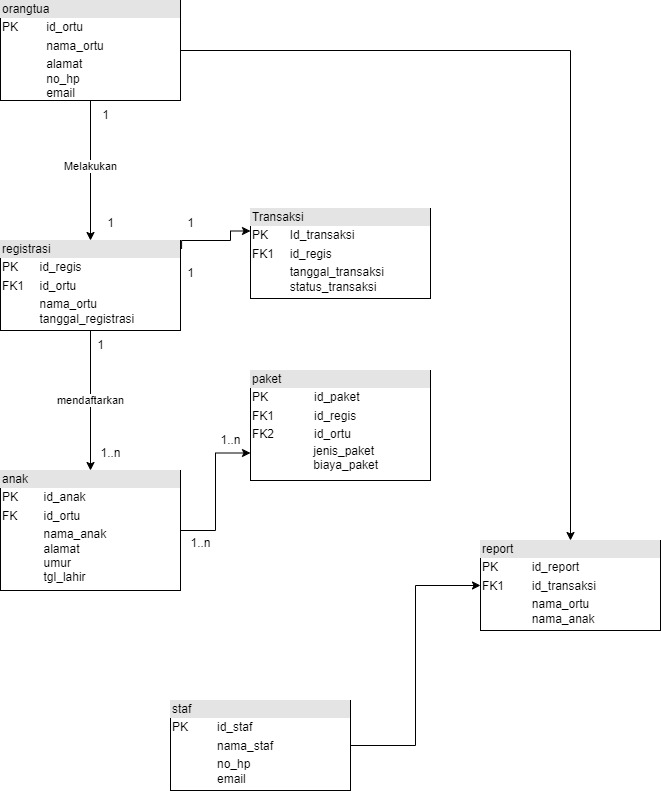 orangtua
PK id_ortu
nama_ortu
alamat
no_hp
email
1
Melakukan
1
registrasi
PK id_regis
FK1 id_ortu
nama_ortu
tanggal_registrasi
1
1
Transaksi
PK Id_transaksi
FK1 id_regis
tanggal_transaksi
status_transaksi
1
mendaftarkan
1..n
anak
PK id_anak
FK id_ortu
nama_anak
alamat
umur
tgl_lahir
1..n
1..n
paket
PK id_paket
FK1 id_regis
FK2 id_ortu
jenis_paket
biaya_paket
report
PK id_report
FK1 id_transaksi
nama_ortu
nama_anak
staf
PK id_staf
nama_staf
no_hp
email